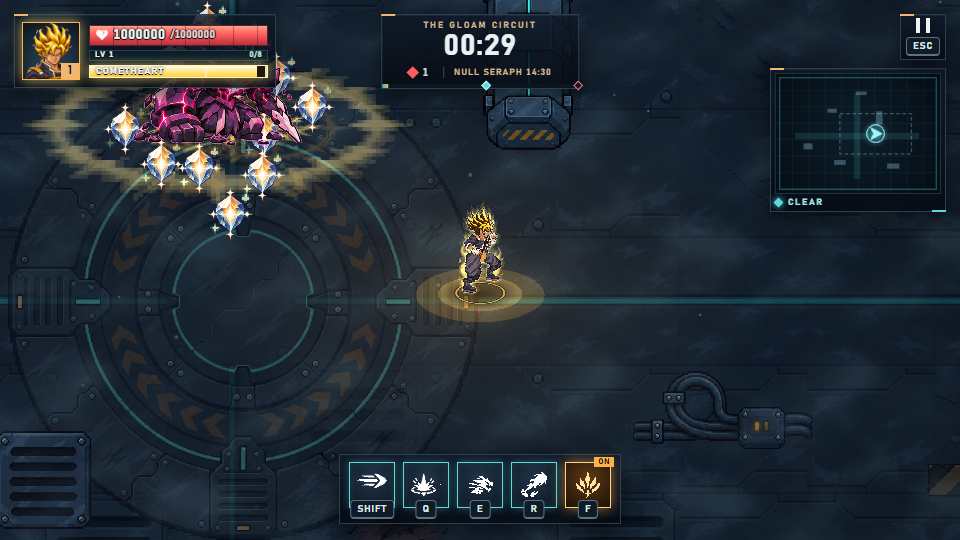 1000000 /1000000
LV 1
0/8
1
COMETHEART
THE GLOAM CIRCUIT
00:29
1
NULL SERAPH 14:30
ESC
CLEAR
ON
SHIFT
Q
E
R
F